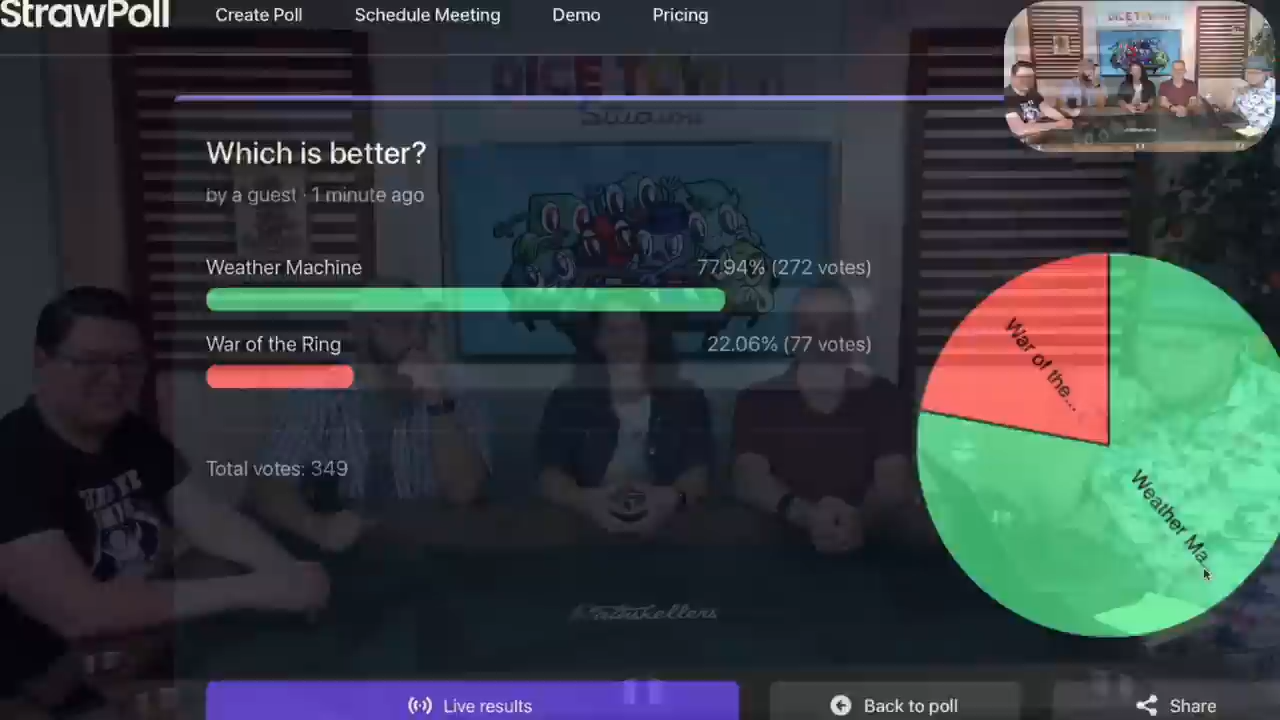 StrawPoll
Create Poll
Schedule Meeting
Demo
Pricing
DICE TOWER
Which is better?
by a guest · 1 minute ago
Weather Machine
77.94% (272 votes)
War of the Ring
22.06% (77 votes)
Total votes: 349
War of the...
Weather Ma...
Live results
Back to poll
Share